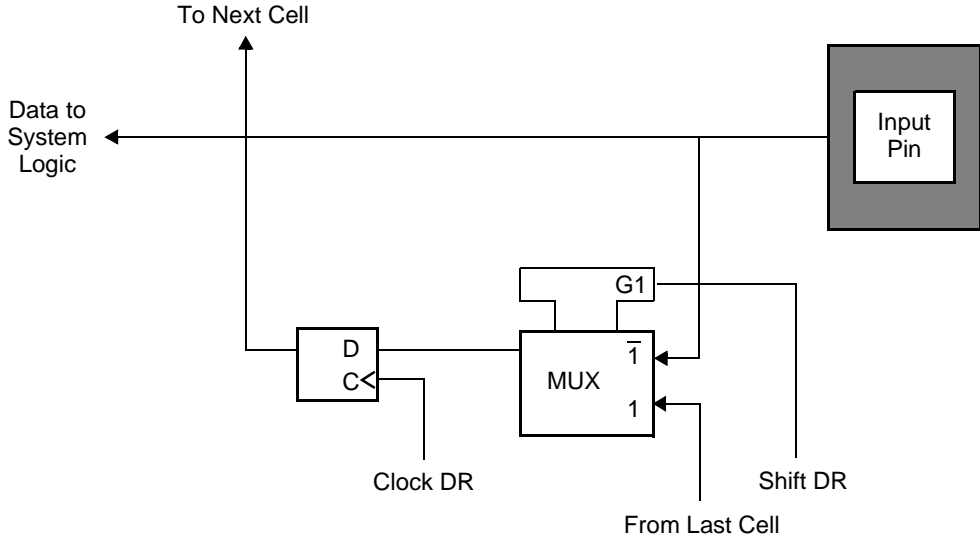 To Next Cell
Data to
System
Logic
Input
Pin
G1
D
C
MUX
1̅
1
Clock DR
Shift DR
From Last Cell